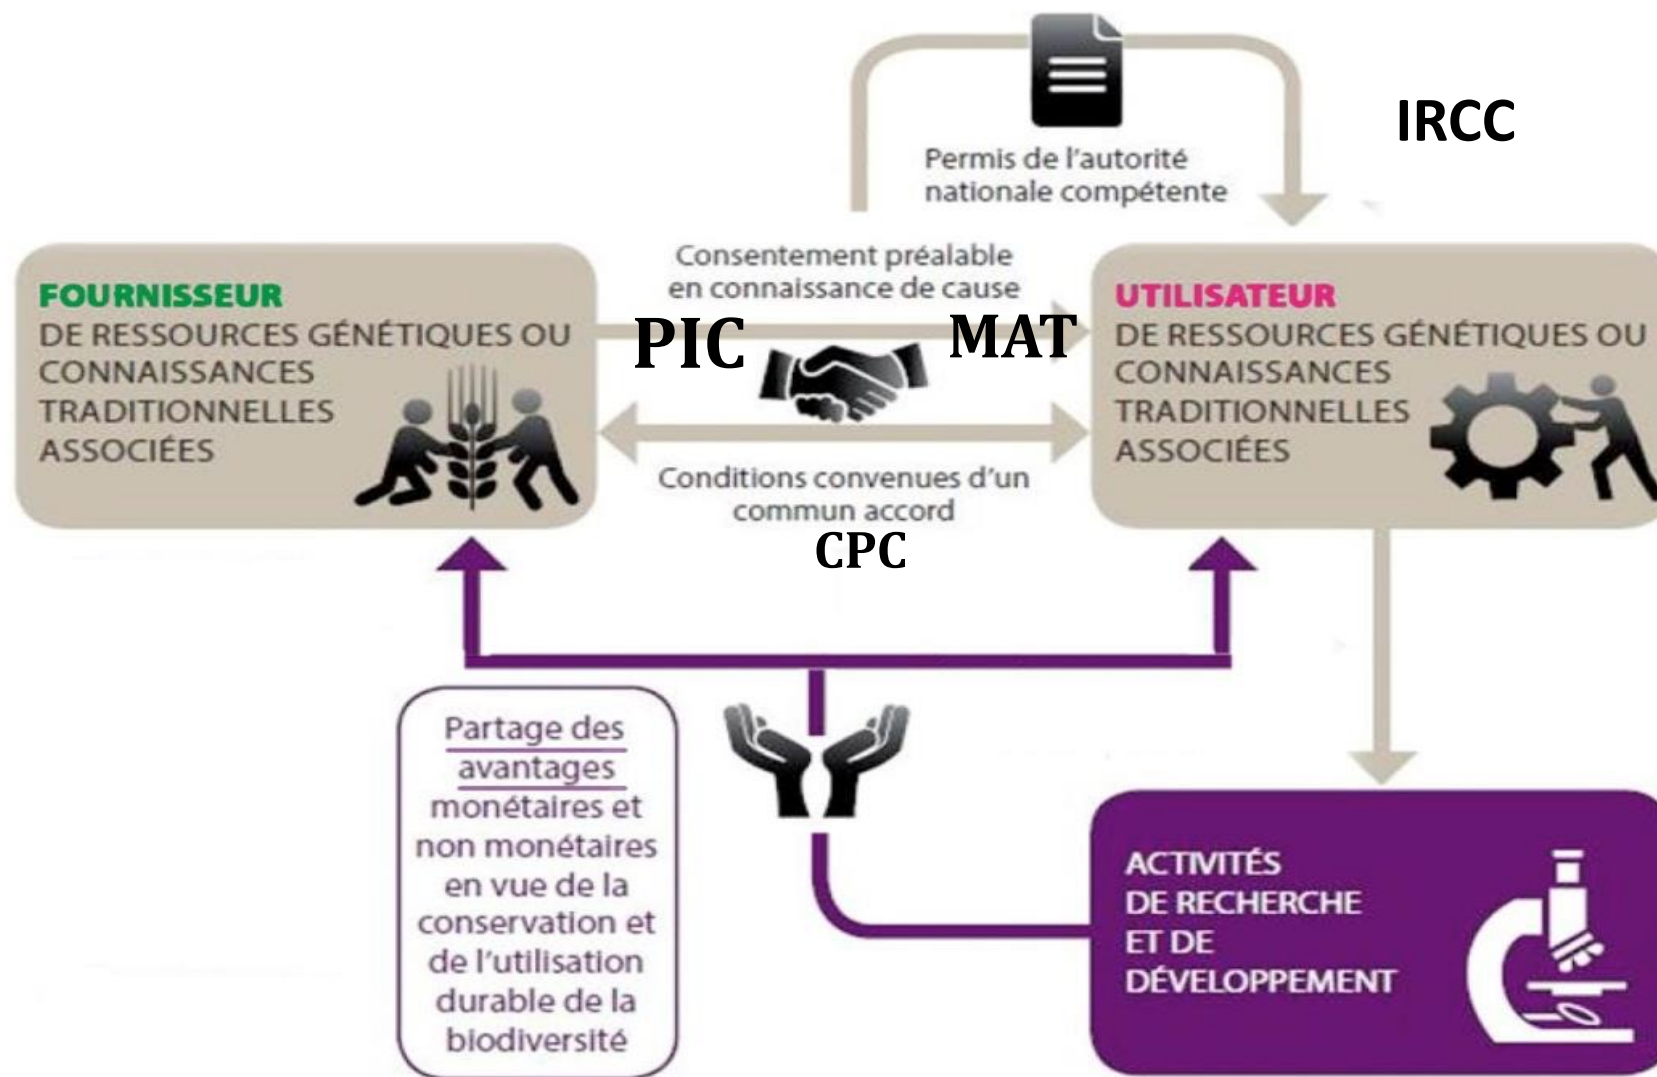 IRCC
Permis de l'autorité
nationale compétente
Consentement préalable
en connaissance de cause
FOURNISSEUR
DE RESSOURCES GÉNÉTIQUES OU
CONNAISSANCES
TRADITIONNELLES
ASSOCIÉES
PIC
MAT
UTILISATEUR
DE RESSOURCES GÉNÉTIQUES OU
CONNAISSANCES
TRADITIONNELLES
ASSOCIÉES
Conditions convenues d'un
commun accord
CPC
Partage des
avantages
monétaires et
non monétaires
en vue de la
conservation et
de l'utilisation
durable de la
biodiversité
ACTIVITÉS
DE RECHERCHE
ET DE
DÉVELOPPEMENT